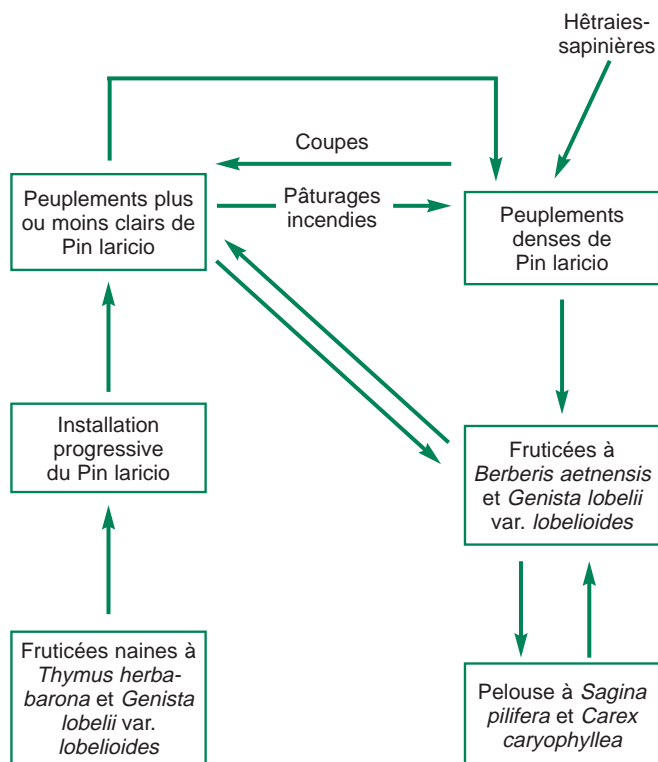 Hêtraies-
sapinières
Coupes
Peuplements plus
ou moins clairs de
Pin laricio
Pâturages
incendies
Peuplements
denses de
Pin laricio
Installation
progressive
du Pin laricio
Fruticées à
Berberis aetnensis
et Genista lobelii
var. lobelioides
Fruticées naines à
Thymus herba-
barona et Genista
lobelii var.
lobelioides
Pelouse à Sagina
pilifera et Carex
caryophyllea